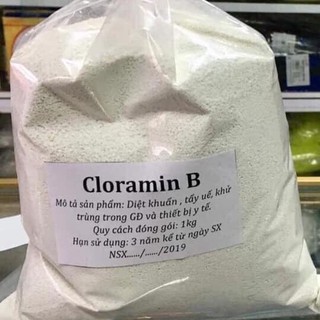 Cloramin B
Mô tả sản phẩm: Diệt khuẩn , tẩy uế, khử
trùng trong GĐ và thiết bị y tế.
Quy cách đóng gói: 1kg
Hạn sử dụng: 3 năm kể từ ngày SX
NSX....../....../2019